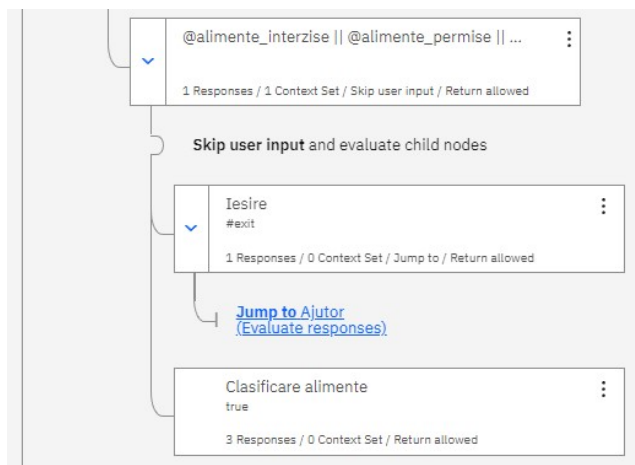 @alimente_interzise || @alimente_permise || ...
1 Responses / 1 Context Set / Skip user input / Return allowed
Skip user input and evaluate child nodes
Iesire
#exit
1 Responses / 0 Context Set / Jump to / Return allowed
Jump to Ajutor
(Evaluate responses)
Clasificare alimente
true
3 Responses / 0 Context Set / Return allowed